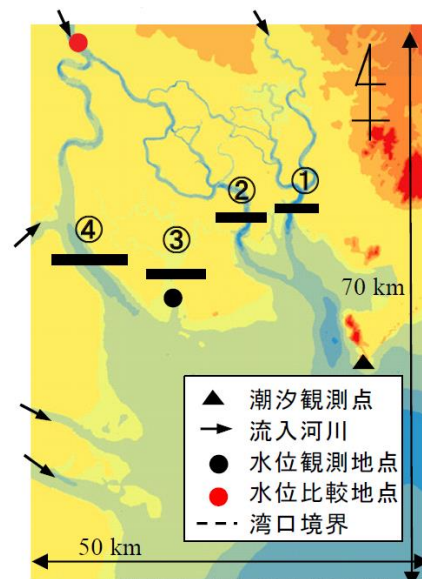 ①
②
③
④
70 km
潮汐観測点
流入河川
水位観測地点
水位比較地点
湾口境界
50 km